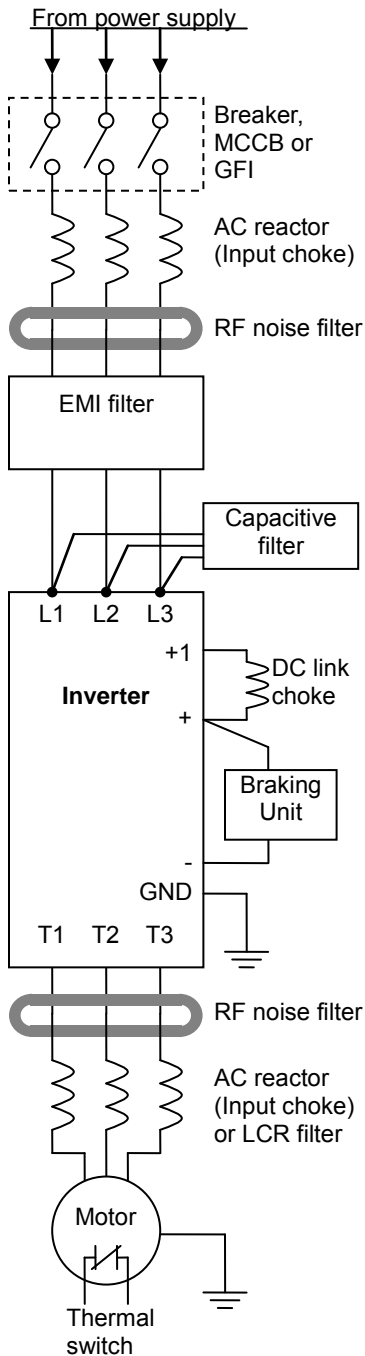 From power supply
Breaker,
MCCB or
GFI
AC reactor
(Input choke)
RF noise filter
EMI filter
Capacitive
filter
L1 L2 L3
+1
DC link
choke
Inverter
+
Braking
Unit
-
GND
T1 T2 T3
RF noise filter
AC reactor
(Input choke)
or LCR filter
Motor
Thermal
switch